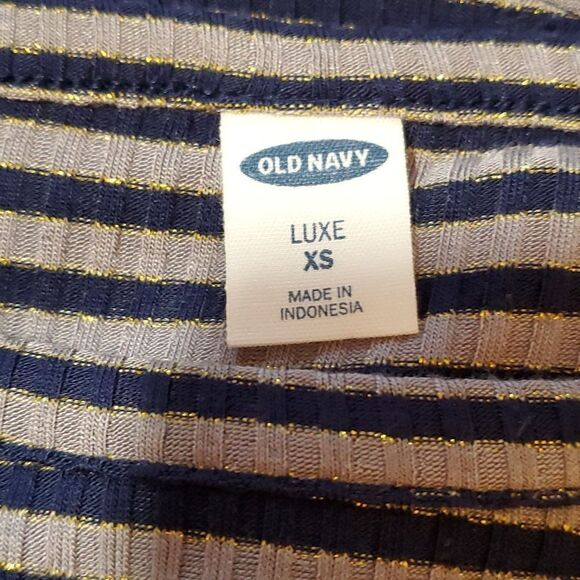 OLD NAVY
LUXE
XS
MADE IN
INDONESIA